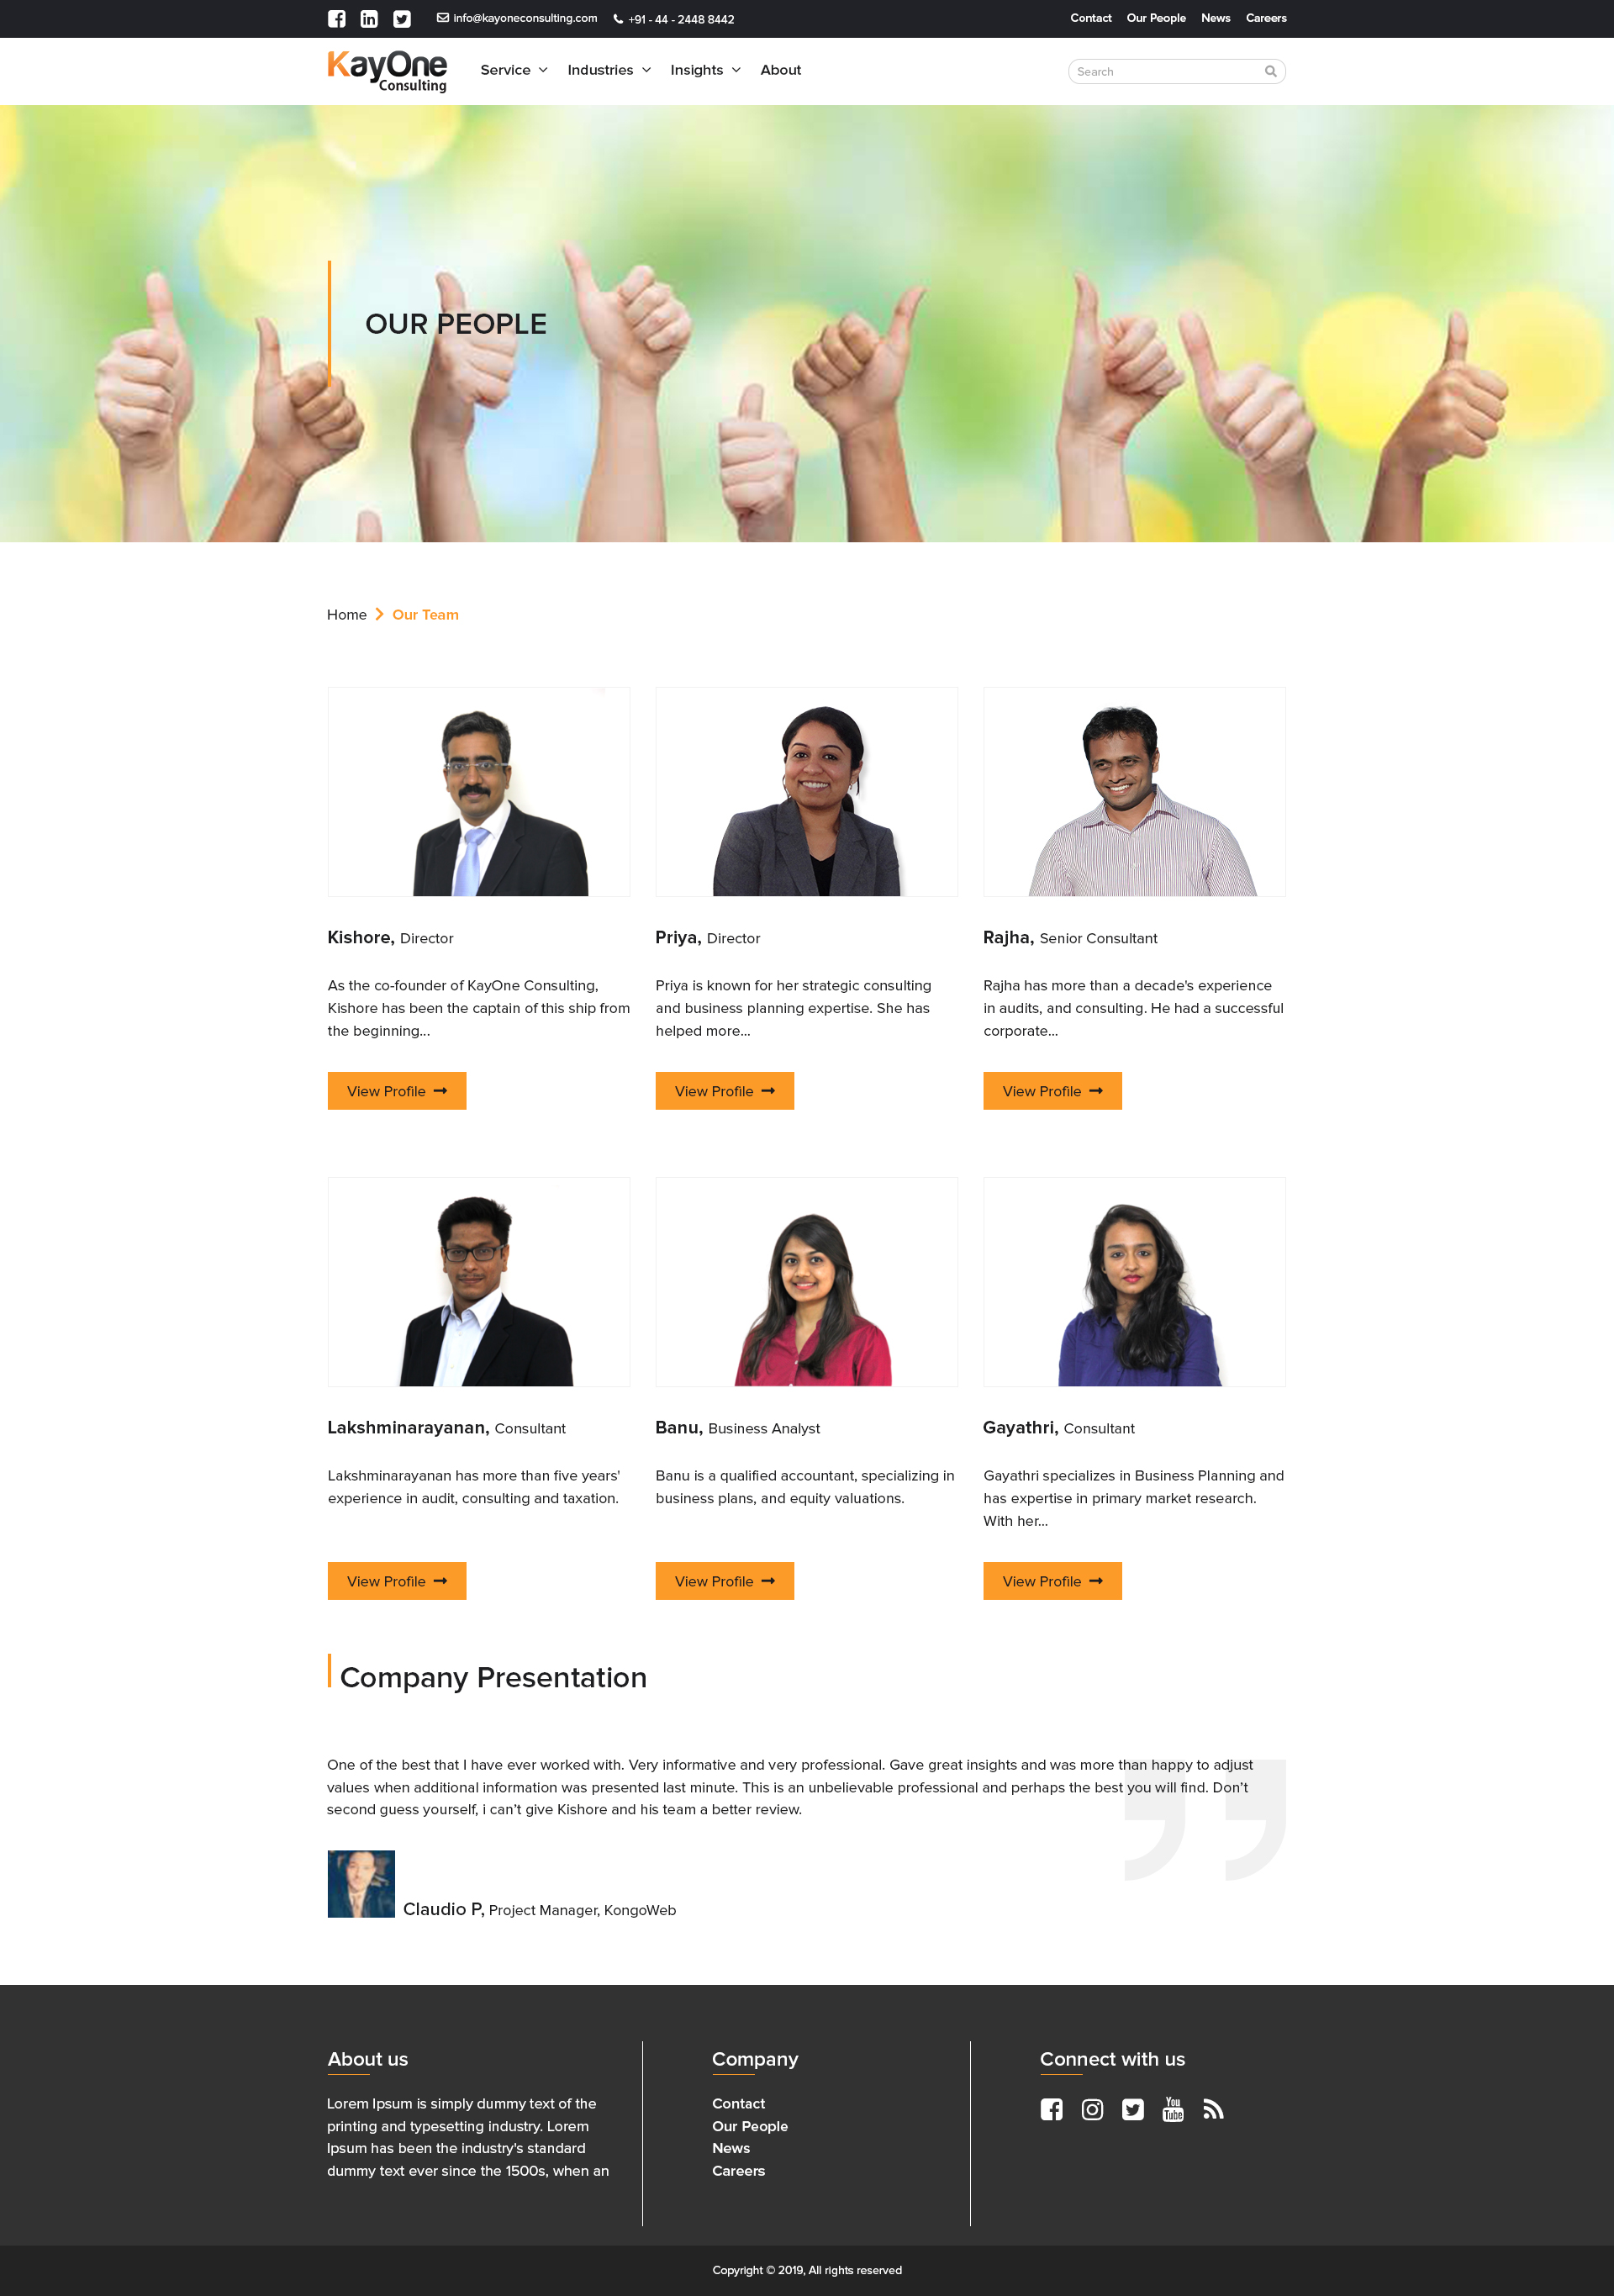 info@kayoneconsulting.com +91 - 44 - 2448 8442 Contact Our People News Careers
KayOne
Consulting
Service Industries Insights About Search
OUR PEOPLE
Home Our Team
Kishore, Director
As the co-founder of KayOne Consulting,
Kishore has been the captain of this ship from
the beginning...
View Profile
Priya, Director
Priya is known for her strategic consulting
and business planning expertise. She has
helped more...
View Profile
Rajha, Senior Consultant
Rajha has more than a decade's experience
in audits, and consulting. He had a successful
corporate...
View Profile
Lakshminarayanan, Consultant
Lakshminarayanan has more than five years'
experience in audit, consulting and taxation.
View Profile
Banu, Business Analyst
Banu is a qualified accountant, specializing in
business plans, and equity valuations.
View Profile
Gayathri, Consultant
Gayathri specializes in Business Planning and
has expertise in primary market research.
With her...
View Profile
Company Presentation
One of the best that I have ever worked with. Very informative and very professional. Gave great insights and was more than happy to adjust
values when additional information was presented last minute. This is an unbelievable professional and perhaps the best you will find. Don't
second guess yourself, i can't give Kishore and his team a better review.
Claudio P, Project Manager, KongoWeb
About us
Lorem Ipsum is simply dummy text of the
printing and typesetting industry. Lorem
Ipsum has been the industry's standard
dummy text ever since the 1500s, when an
Company
Contact
Our People
News
Careers
Connect with us
You
Tube
Copyright © 2019, All rights reserved